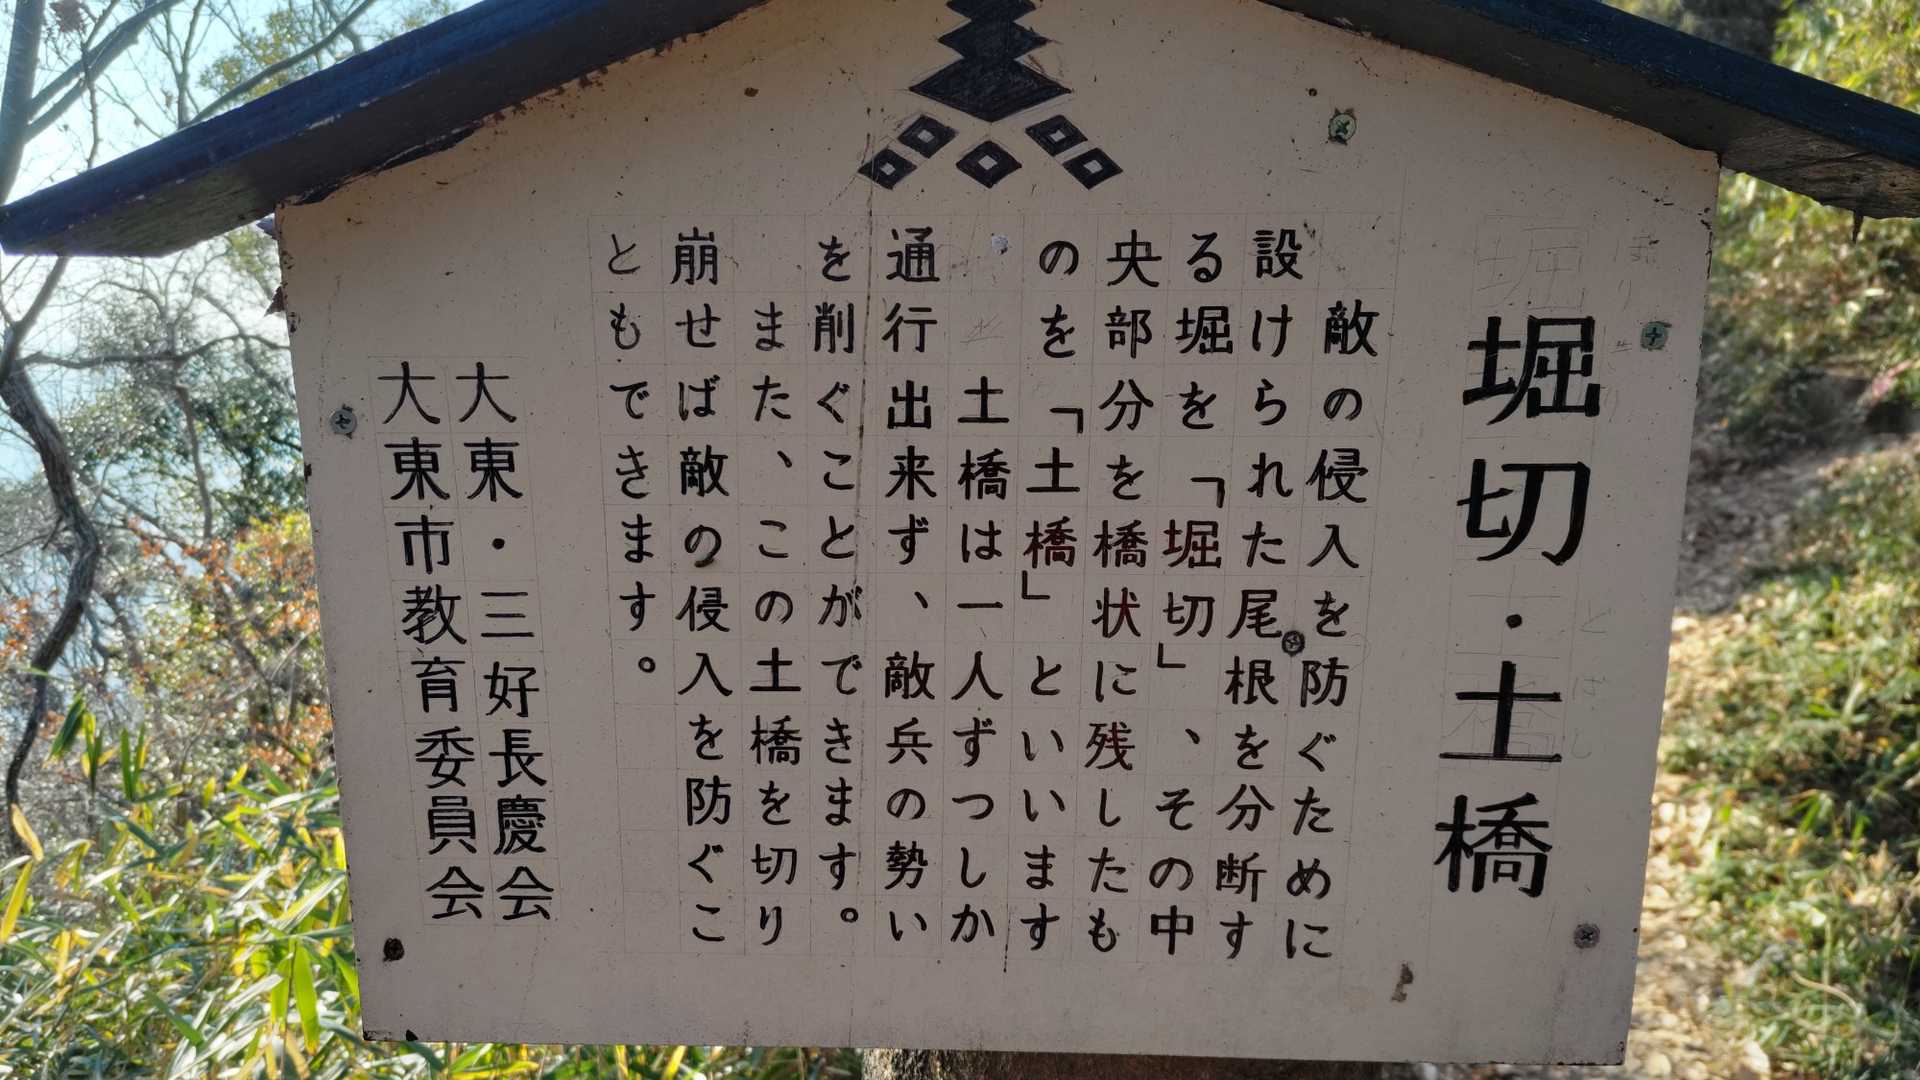 堀切・土橋
敵の侵入を防ぐために
設けられた尾根を分断す
る堀を「堀切」、その中
央部分を橋状に残したも
のを「土橋」といいます
。
土橋は一人ずつしか
通行出来ず、敵兵の勢い
を削ぐことができます。
また、この土橋を切り
崩せば敵の侵入を防ぐこ
ともできます。
大東・三好長慶会
大東市教育委員会